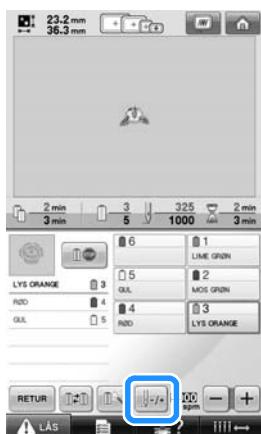 23.2 mm
36.3 mm
2 min
3 min
3
5
325
1000
2 min
3 min
6
1
LIME GRØN
LYS ORANGE 3
5
GUL
2
MOS GRØN
RØD 4
GUL 5
4
RØD
3
LYS ORANGE
RETUR
-/+
spm
- +
LÅS
?